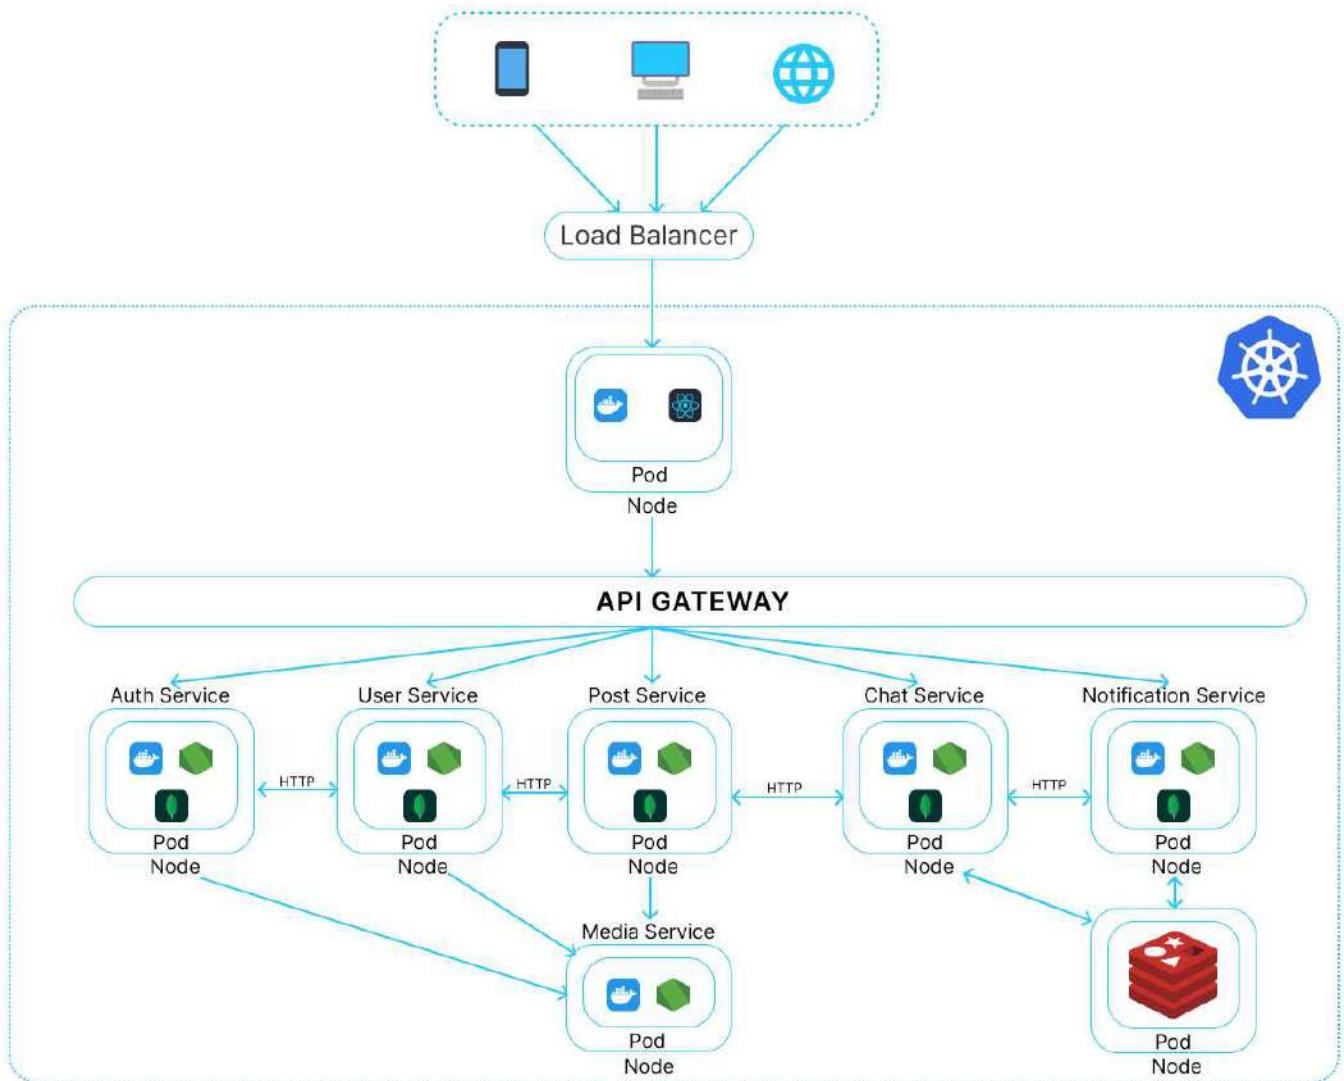 Load Balancer
Pod
Node
API GATEWAY
Auth Service
User Service
Post Service
Chat Service
Notification Service
HTTP
HTTP
HTTP
HTTP
Pod
Pod
Pod
Pod
Pod
Node
Node
Node
Node
Node
Media Service
Pod
Pod
Node
Node